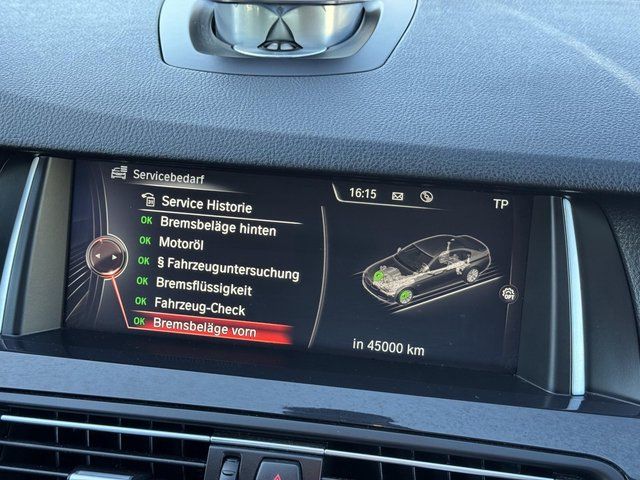 Servicebedarf
16:15
TP
Service Historie
OK Bremsbeläge hinten
OK Motoröl
OK § Fahrzeuguntersuchung
OK Bremsflüssigkeit
OK Fahrzeug-Check
OK Bremsbeläge vorn
OPT
in 45000 km